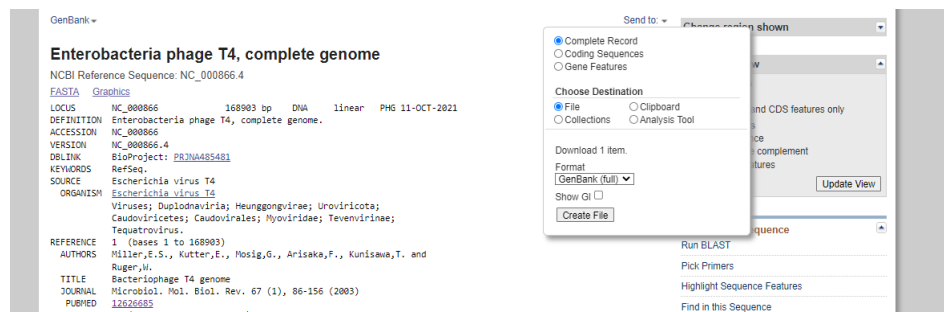 GenBank
Send to:
Change region shown
Complete Record
Coding Sequences
Gene Features
Enterobacteria phage T4, complete genome
NCBI Reference Sequence: NC_000866.4
FASTA Graphics
Choose Destination
File Clipboard
Collections Analysis Tool
Download 1 item.
Format
GenBank (full)
Show GI
Create File
and CDS features only
complement
Update View
LOCUS NC_000866 168903 bp DNA linear PHG 11-OCT-2021
DEFINITION Enterobacteria phage T4, complete genome.
ACCESSION NC_000866
VERSION NC_000866.4
DBLINK BioProject: PRJNA485481
KEYWORDS RefSeq.
SOURCE Escherichia virus T4
ORGANISM Escherichia virus T4
Viruses; Duplodnaviria; Heunggongvirae; Uroviricota;
Caudoviricetes; Caudovirales; Myoviridae; Tevenvirinae;
Tequatrovirus.
REFERENCE 1 (bases 1 to 168903)
AUTHORS Miller,E.S., Kutter,E., Mosig,G., Arisaka,F., Kunisawa,T. and
Ruger,W.
TITLE Bacteriophage T4 genome
JOURNAL Microbiol. Mol. Biol. Rev. 67 (1), 86-156 (2003)
PUBMED 12626685
Run BLAST
Pick Primers
Highlight Sequence Features
Find in this Sequence